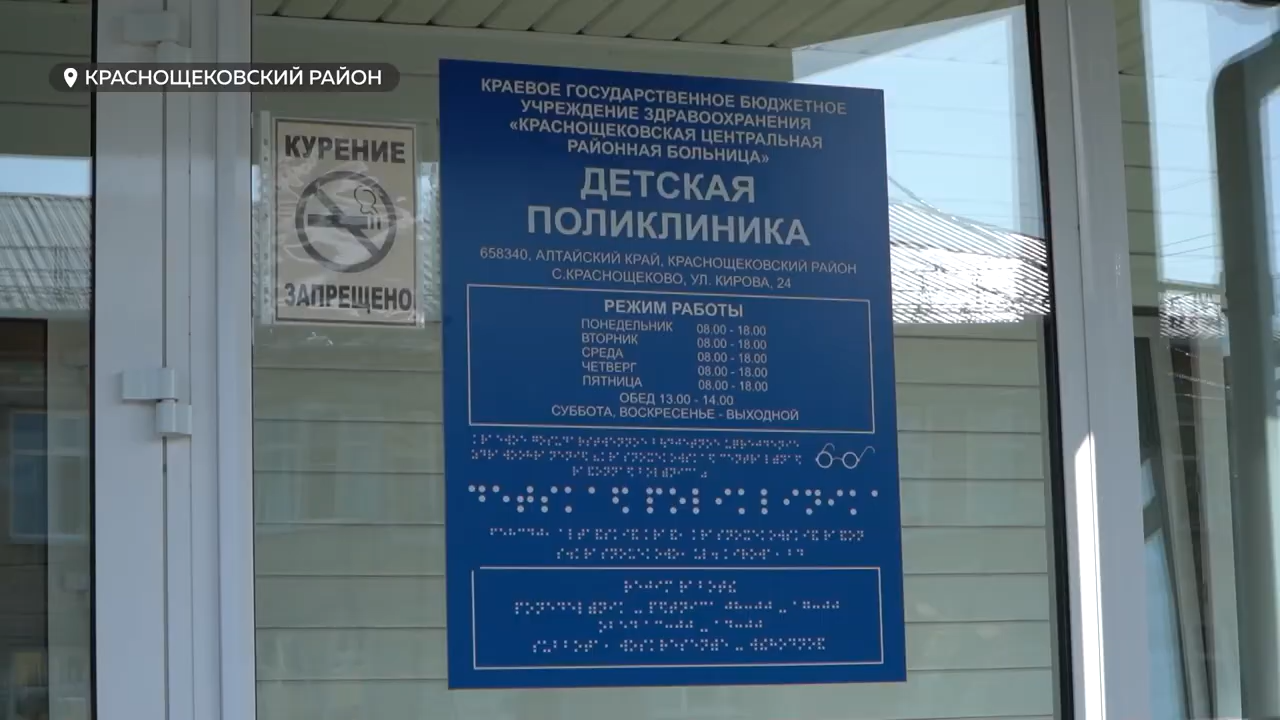 КРАСНОЩЕКОВСКИЙ РАЙОН
КУРЕНИЕ
ЗАПРЕЩЕНО
КРАЕВОЕ ГОСУДАРСТВЕННОЕ БЮДЖЕТНОЕ
УЧРЕЖДЕНИЕ ЗДРАВООХРАНЕНИЯ
«КРАСНОЩЕКОВСКАЯ ЦЕНТРАЛЬНАЯ
РАЙОННАЯ БОЛЬНИЦА»
ДЕТСКАЯ
ПОЛИКЛИНИКА
658340, АЛТАЙСКИЙ КРАЙ, КРАСНОЩЕКОВСКИЙ РАЙОН
С.КРАСНОЩЕКОВО, УЛ. КИРОВА, 24
РЕЖИМ РАБОТЫ
ПОНЕДЕЛЬНИК 08.00 - 18.00
ВТОРНИК 08.00 - 18.00
СРЕДА 08.00 - 18.00
ЧЕТВЕРГ 08.00 - 18.00
ПЯТНИЦА 08.00 - 18.00
ОБЕД 13.00 - 14.00
СУББОТА, ВОСКРЕСЕНЬЕ - ВЫХОДНОЙ